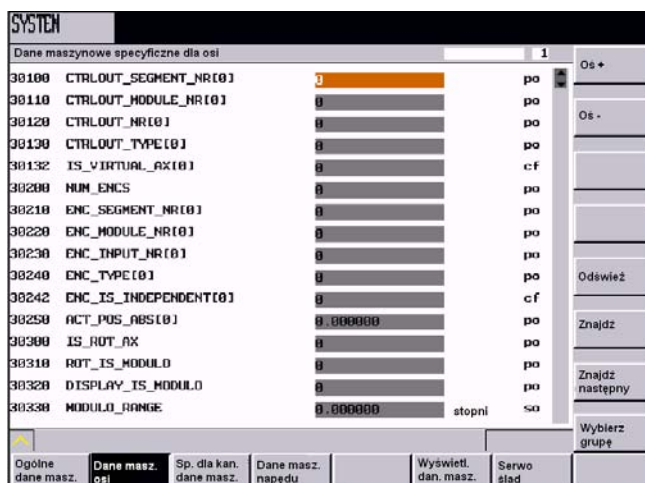 SYSTEM
Dane maszynowe specyficzne dla osi 1
30100 CTRLOUT_SEGMENT_NR[0] 0 po
30110 CTRLOUT_MODULE_NR[0] 0 po
30120 CTRLOUT_NR[0] 0 po
30130 CTRLOUT_TYPE[0] 0 po
30132 IS_VIRTUAL_AX[0] 0 cf
30200 NUM_ENCS 0 po
30210 ENC_SEGMENT_NR[0] 0 po
30220 ENC_MODULE_NR[0] 0 po
30230 ENC_INPUT_NR[0] 0 po
30240 ENC_TYPE[0] 0 po
30242 ENC_IS_INDEPENDENT[0] 0 cf
30250 ACT_POS_ABS[0] 0.000000 po
30300 IS_ROT_AX 0 po
30310 ROT_IS_MODULO 0 po
30320 DISPLAY_IS_MODULO 0 po
30330 MODULO_RANGE 0.000000 stopni so
Oś +
Oś -
Odśwież
Znajdź
Znajdź
następny
Wybierz
grupę
Ogólne
dane masz.
Dane masz.
osi
Sp. dla kan.
dane masz.
Dane masz.
napędu
Wyświetl.
dan. masz.
Serwo
ślad